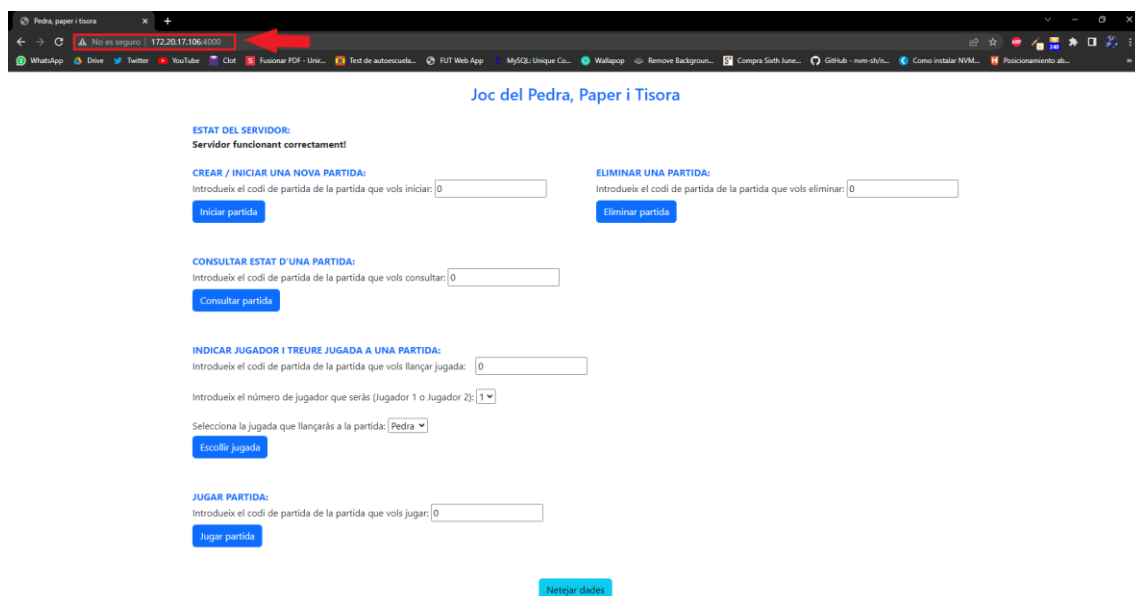 Pedra, paper i tisora
No es seguro 172.20.17.106:4000
WhatsApp Drive Twitter YouTube Clot Fusionar PDF - Unir... Test de autoescuela... FUT Web App MySQL: Unique Co... Wallapop Remove Backgroun... Compra Sixth June... GitHub - nvm-sh/n... Como instalar NVM... Posicionamiento ab...
Joc del Pedra, Paper i Tisora
ESTAT DEL SERVIDOR:
Servidor funcionant correctament!
CREAR / INICIAR UNA NOVA PARTIDA:
Introdueix el codi de partida de la partida que vols iniciar: 0
Iniciar partida
ELIMINAR UNA PARTIDA:
Introdueix el codi de partida de la partida que vols eliminar: 0
Eliminar partida
CONSULTAR ESTAT D'UNA PARTIDA:
Introdueix el codi de partida de la partida que vols consultar: 0
Consultar partida
INDICAR JUGADOR I TREURE JUGADA A UNA PARTIDA:
Introdueix el codi de partida de la partida que vols llançar jugada: 0
Introdueix el número de jugador que seràs (Jugador 1 o Jugador 2): 1
Selecciona la jugada que llançaràs a la partida: Pedra
Escollir jugada
JUGAR PARTIDA:
Introdueix el codi de partida de la partida que vols jugar: 0
Jugar partida
Netejar dades